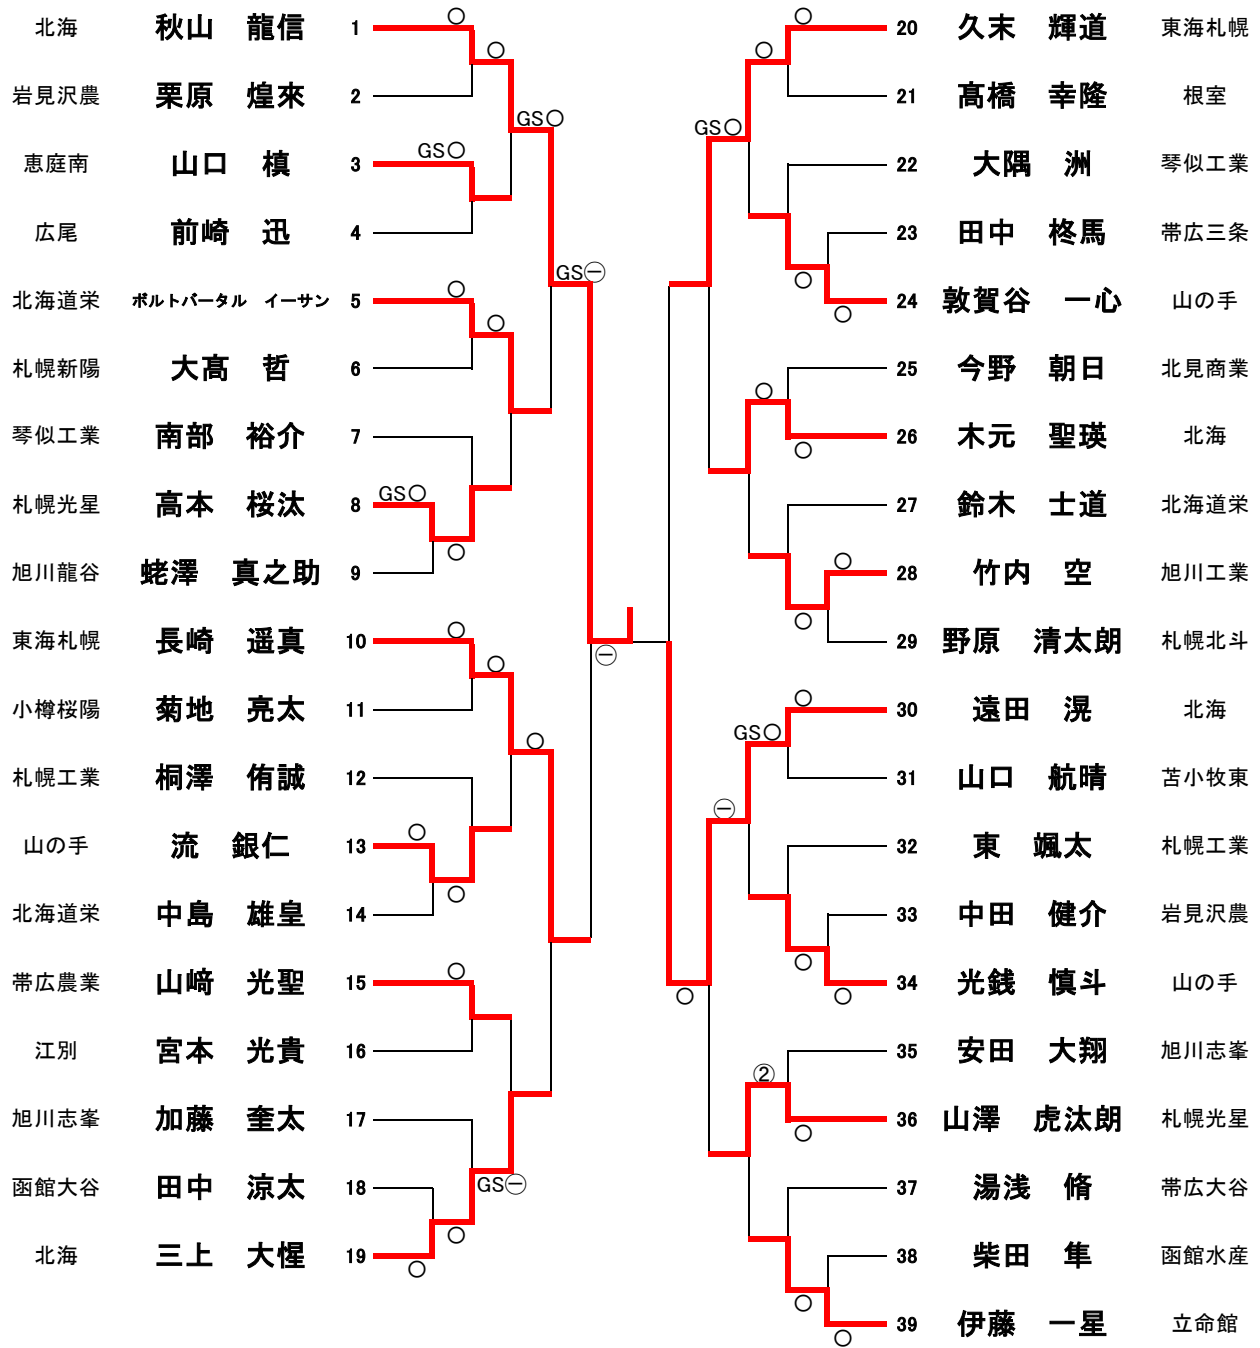 北海 秋山 龍信 1
岩見沢農 栗原 煌來 2
恵庭南 山口 槙 3
広尾 前崎 迅 4
北海道栄 ボルトバータル イーサン 5
札幌新陽 大髙 哲 6
琴似工業 南部 裕介 7
札幌光星 高本 桜汰 8
旭川龍谷 蛯澤 真之助 9
東海札幌 長崎 遥真 10
小樽桜陽 菊地 亮太 11
札幌工業 桐澤 侑誠 12
山の手 流 銀仁 13
北海道栄 中島 雄皇 14
帯広農業 山﨑 光聖 15
江別 宮本 光貴 16
旭川志峯 加藤 奎太 17
函館大谷 田中 涼太 18
北海 三上 大惺 19
○
○
GS○
GS○
GS㊀
○
○
GS○
○
○
○
○
○
○
○
GS㊀
○
○
㊀
20 久末 輝道 東海札幌
21 髙橋 幸隆 根室
22 大隅 洲 琴似工業
23 田中 柊馬 帯広三条
24 敦賀谷 一心 山の手
25 今野 朝日 北見商業
26 木元 聖瑛 北海
27 鈴木 士道 北海道栄
28 竹内 空 旭川工業
29 野原 清太朗 札幌北斗
30 遠田 滉 北海
31 山口 航晴 苫小牧東
32 東 颯太 札幌工業
33 中田 健介 岩見沢農
34 光銭 慎斗 山の手
35 安田 大翔 旭川志峯
36 山澤 虎汰朗 札幌光星
37 湯浅 脩 帯広大谷
38 柴田 隼 函館水産
39 伊藤 一星 立命館
○
○
GS○
○
○
○
○
○
○
○
GS○
㊀
○
○
○
②
○
○
○